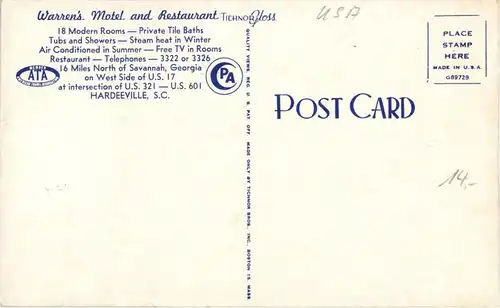 Warren's Motel and Restaurant TICHNOR Gloss
18 Modern Rooms — Private Tile Baths
Tubs and Showers — Steam heat in Winter
Air Conditioned in Summer — Free TV in Rooms
Restaurant — Telephones — 3322 or 3326
16 Miles North of Savannah, Georgia
on West Side of U.S. 17
at intersection of U.S. 321 — U.S. 601
HARDEEVILLE, S.C.
ATA
CPA
QUALITY VIEWS REG. U. S. PAT. OFF. MADE ONLY BY TICHNOR BROS. INC., BOSTON 15, MASS.
USA
POST CARD
PLACE
STAMP
HERE
MADE IN U.S.A.
G89729
14,-